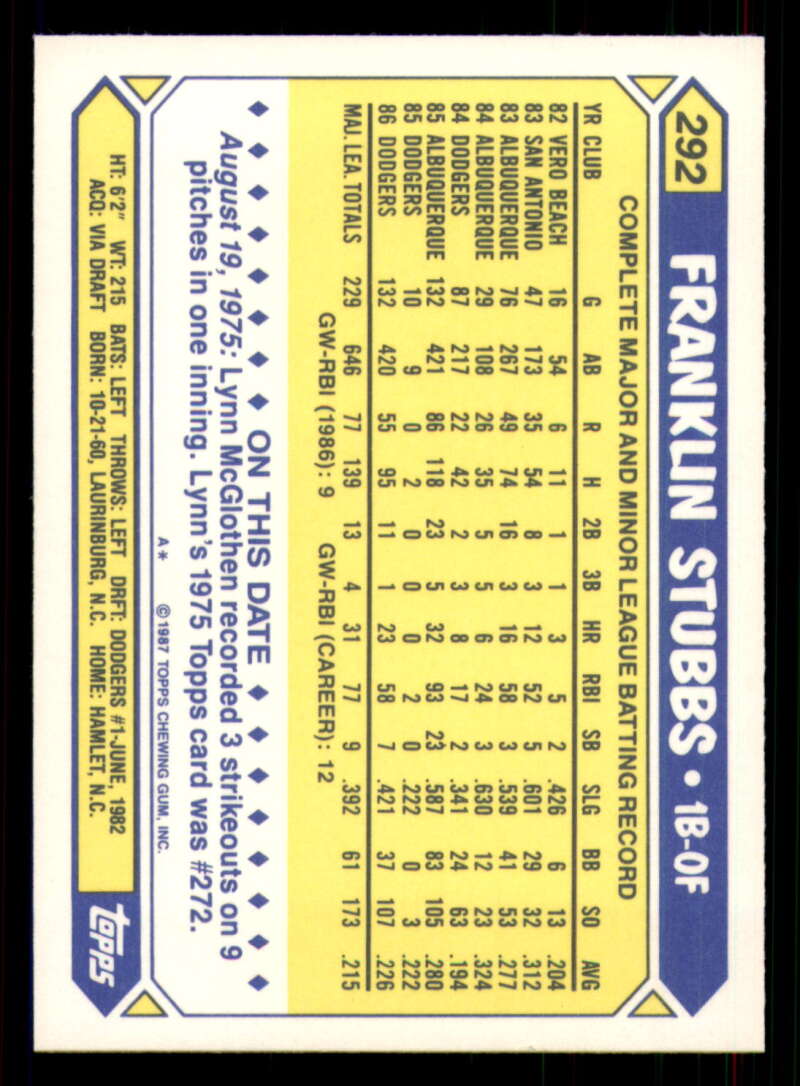 292 FRANKLIN STUBBS • 1B-OF
COMPLETE MAJOR AND MINOR LEAGUE BATTING RECORD
YR CLUB G AB R H 2B 3B HR RBI SB SLG BB SO AVG
82 VERO BEACH 16 54 6 11 1 1 3 5 2 .426 6 13 .204
83 SAN ANTONIO 47 173 35 54 8 3 12 52 5 .601 29 32 .312
83 ALBUQUERQUE 76 267 49 74 16 3 16 58 3 .539 41 53 .277
84 ALBUQUERQUE 29 108 26 35 5 5 6 24 3 .630 12 23 .324
84 DODGERS 87 217 22 42 2 3 8 17 2 .341 24 63 .194
85 ALBUQUERQUE 132 421 86 118 23 5 32 93 23 .587 83 105 .280
85 DODGERS 10 9 0 2 0 0 0 2 0 .222 0 3 .222
86 DODGERS 132 420 55 95 11 1 23 58 7 .421 37 107 .226
MAJ. LEA. TOTALS 229 646 77 139 13 4 31 77 9 .392 61 173 .215
GW-RBI (1986): 9 GW-RBI (CAREER): 12
ON THIS DATE
August 19, 1975: Lynn McGlothen recorded 3 strikeouts on 9
pitches in one inning. Lynn's 1975 Topps card was #272.
A* ©1987 TOPPS CHEWING GUM, INC.
HT: 6'2" WT: 215 BATS: LEFT THROWS: LEFT DRFT: DODGERS #1-JUNE, 1982
ACQ: VIA DRAFT BORN: 10-21-60, LAURINBURG, N.C. HOME: HAMLET, N.C.
topps